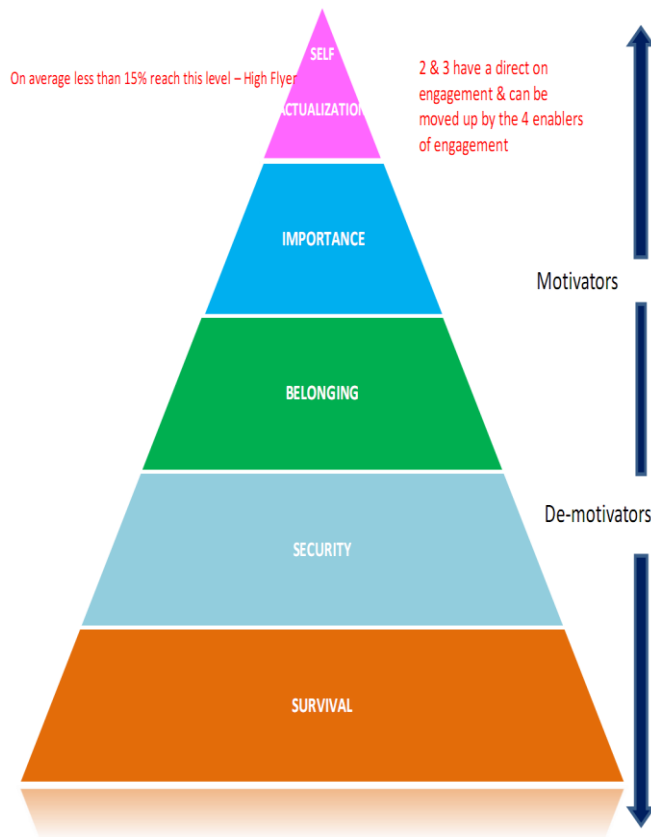 SELF
On average less than 15% reach this level – High Flyer
ACTUALIZATION
2 & 3 have a direct on
engagement & can be
moved up by the 4 enablers
of engagement
IMPORTANCE
Motivators
BELONGING
De-motivators
SECURITY
SURVIVAL